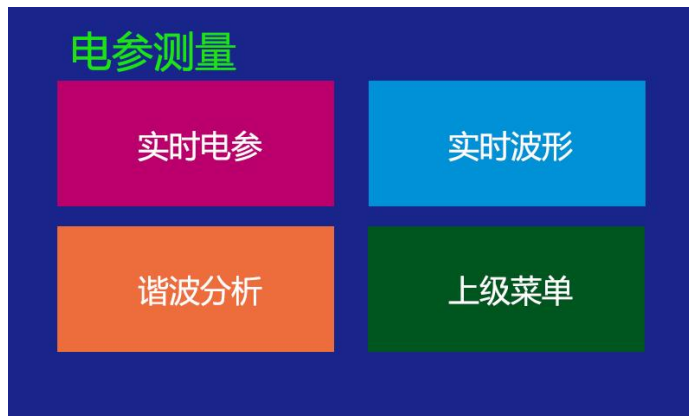 电参测量
实时电参
实时波形
谐波分析
上级菜单